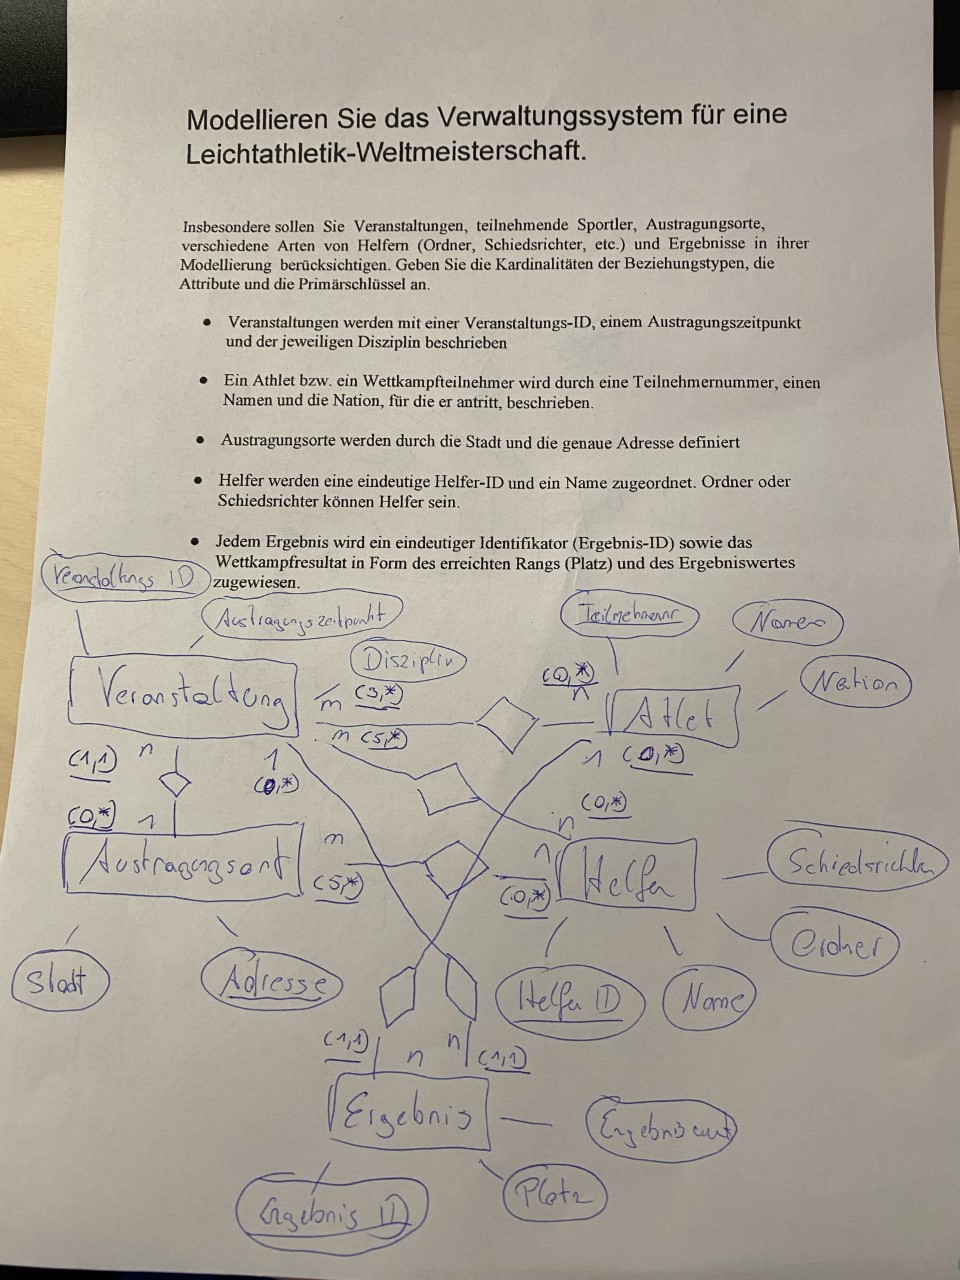 Modellieren Sie das Verwaltungssystem für eine
Leichtathletik-Weltmeisterschaft.
Insbesondere sollen Sie Veranstaltungen, teilnehmende Sportler, Austragungsorte,
verschiedene Arten von Helfern (Ordner, Schiedsrichter, etc.) und Ergebnisse in ihrer
Modellierung berücksichtigen. Geben Sie die Kardinalitäten der Beziehungstypen, die
Attribute und die Primärschlüssel an.
• Veranstaltungen werden mit einer Veranstaltungs-ID, einem Austragungszeitpunkt
und der jeweiligen Disziplin beschrieben
• Ein Athlet bzw. ein Wettkampfteilnehmer wird durch eine Teilnehmernummer, einen
Namen und die Nation, für die er antritt, beschrieben.
• Austragungsorte werden durch die Stadt und die genaue Adresse definiert
• Helfer werden eine eindeutige Helfer-ID und ein Name zugeordnet. Ordner oder
Schiedsrichter können Helfer sein.
• Jedem Ergebnis wird ein eindeutiger Identifikator (Ergebnis-ID) sowie das
Wettkampfresultat in Form des erreichten Rangs (Platz) und des Ergebniswertes
zugewiesen.
Veranstaltungs ID
Austragungszeitpunkt
Teilnehmernr
Namen
Disziplin
Nation
Veranstaltung
m (3,*)
(0,*)
n
Atlet
m (5,*)
(1,1) n
1
(0,*)
1 (0,*)
(0,*) 1
(0,*)
n
Austragungsort
m
(5,*)
n
(0,*)
Helfer
Schiedsrichter
Ordner
Stadt
Adresse
Helfer ID
Name
(1,1) n
n (1,1)
Ergebnis
Ergebniswert
Platz
Ergebnis ID